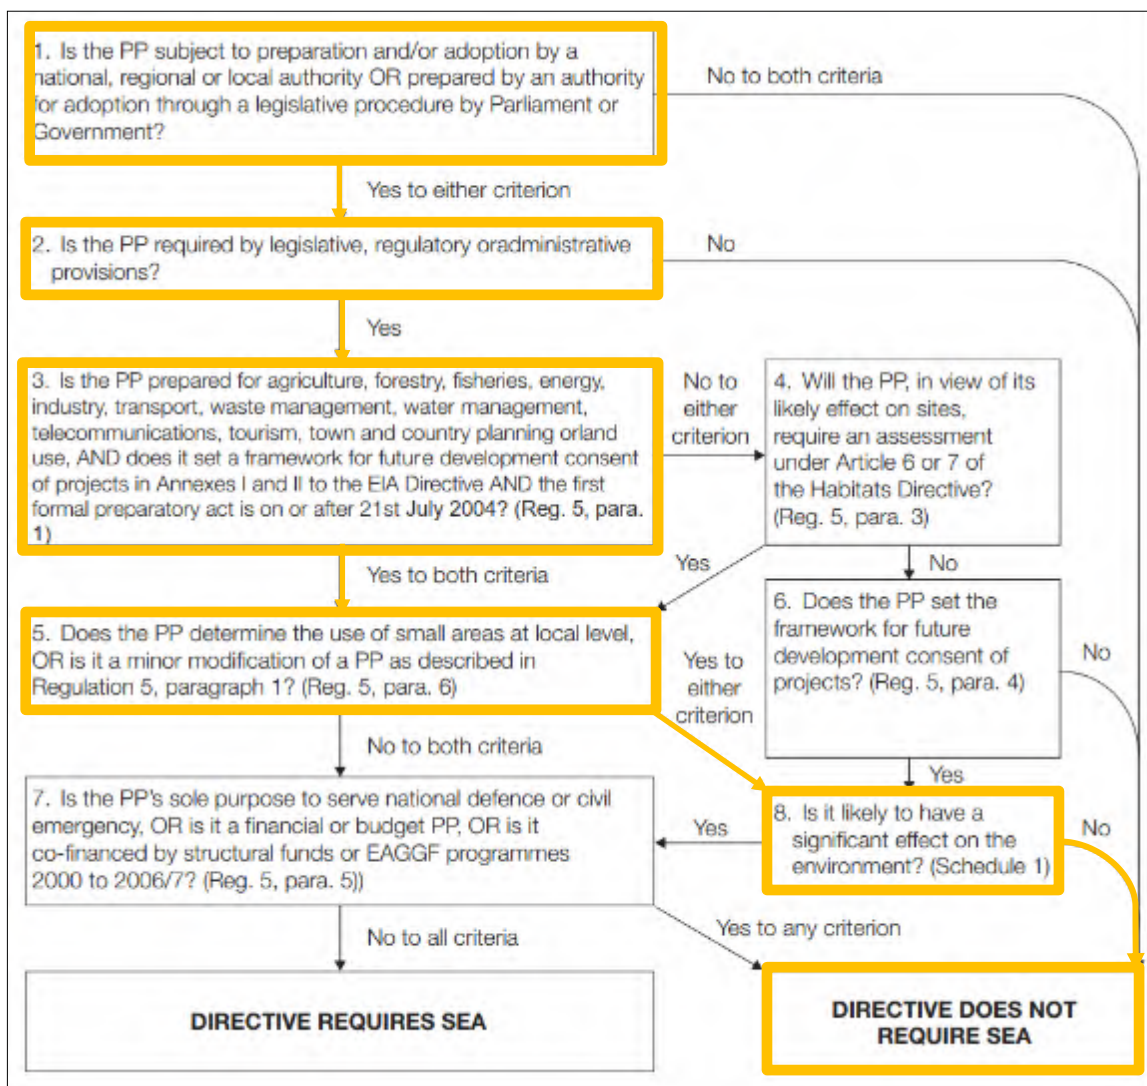 1. Is the PP subject to preparation and/or adoption by a
national, regional or local authority OR prepared by an authority
for adoption through a legislative procedure by Parliament or
Government?
No to both criteria
Yes to either criterion
2. Is the PP required by legislative, regulatory oradministrative
provisions?
No
Yes
3. Is the PP prepared for agriculture, forestry, fisheries, energy,
industry, transport, waste management, water management,
telecommunications, tourism, town and country planning orland
use, AND does it set a framework for future development consent
of projects in Annexes I and II to the EIA Directive AND the first
formal preparatory act is on or after 21st July 2004? (Reg. 5, para.
1)
No to
either
criterion
4. Will the PP, in view of its
likely effect on sites,
require an assessment
under Article 6 or 7 of
the Habitats Directive?
(Reg. 5, para. 3)
Yes to both criteria
Yes
No
5. Does the PP determine the use of small areas at local level,
OR is it a minor modification of a PP as described in
Regulation 5, paragraph 1? (Reg. 5, para. 6)
Yes to
either
criterion
6. Does the PP set the
framework for future
development consent of
projects? (Reg. 5, para. 4)
No
No to both criteria
Yes
7. Is the PP's sole purpose to serve national defence or civil
emergency, OR is it a financial or budget PP, OR is it
co-financed by structural funds or EAGGF programmes
2000 to 2006/7? (Reg. 5, para. 5))
Yes
8. Is it likely to have a
significant effect on the
environment? (Schedule 1)
No
No to all criteria
Yes to any criterion
DIRECTIVE REQUIRES SEA
DIRECTIVE DOES NOT
REQUIRE SEA